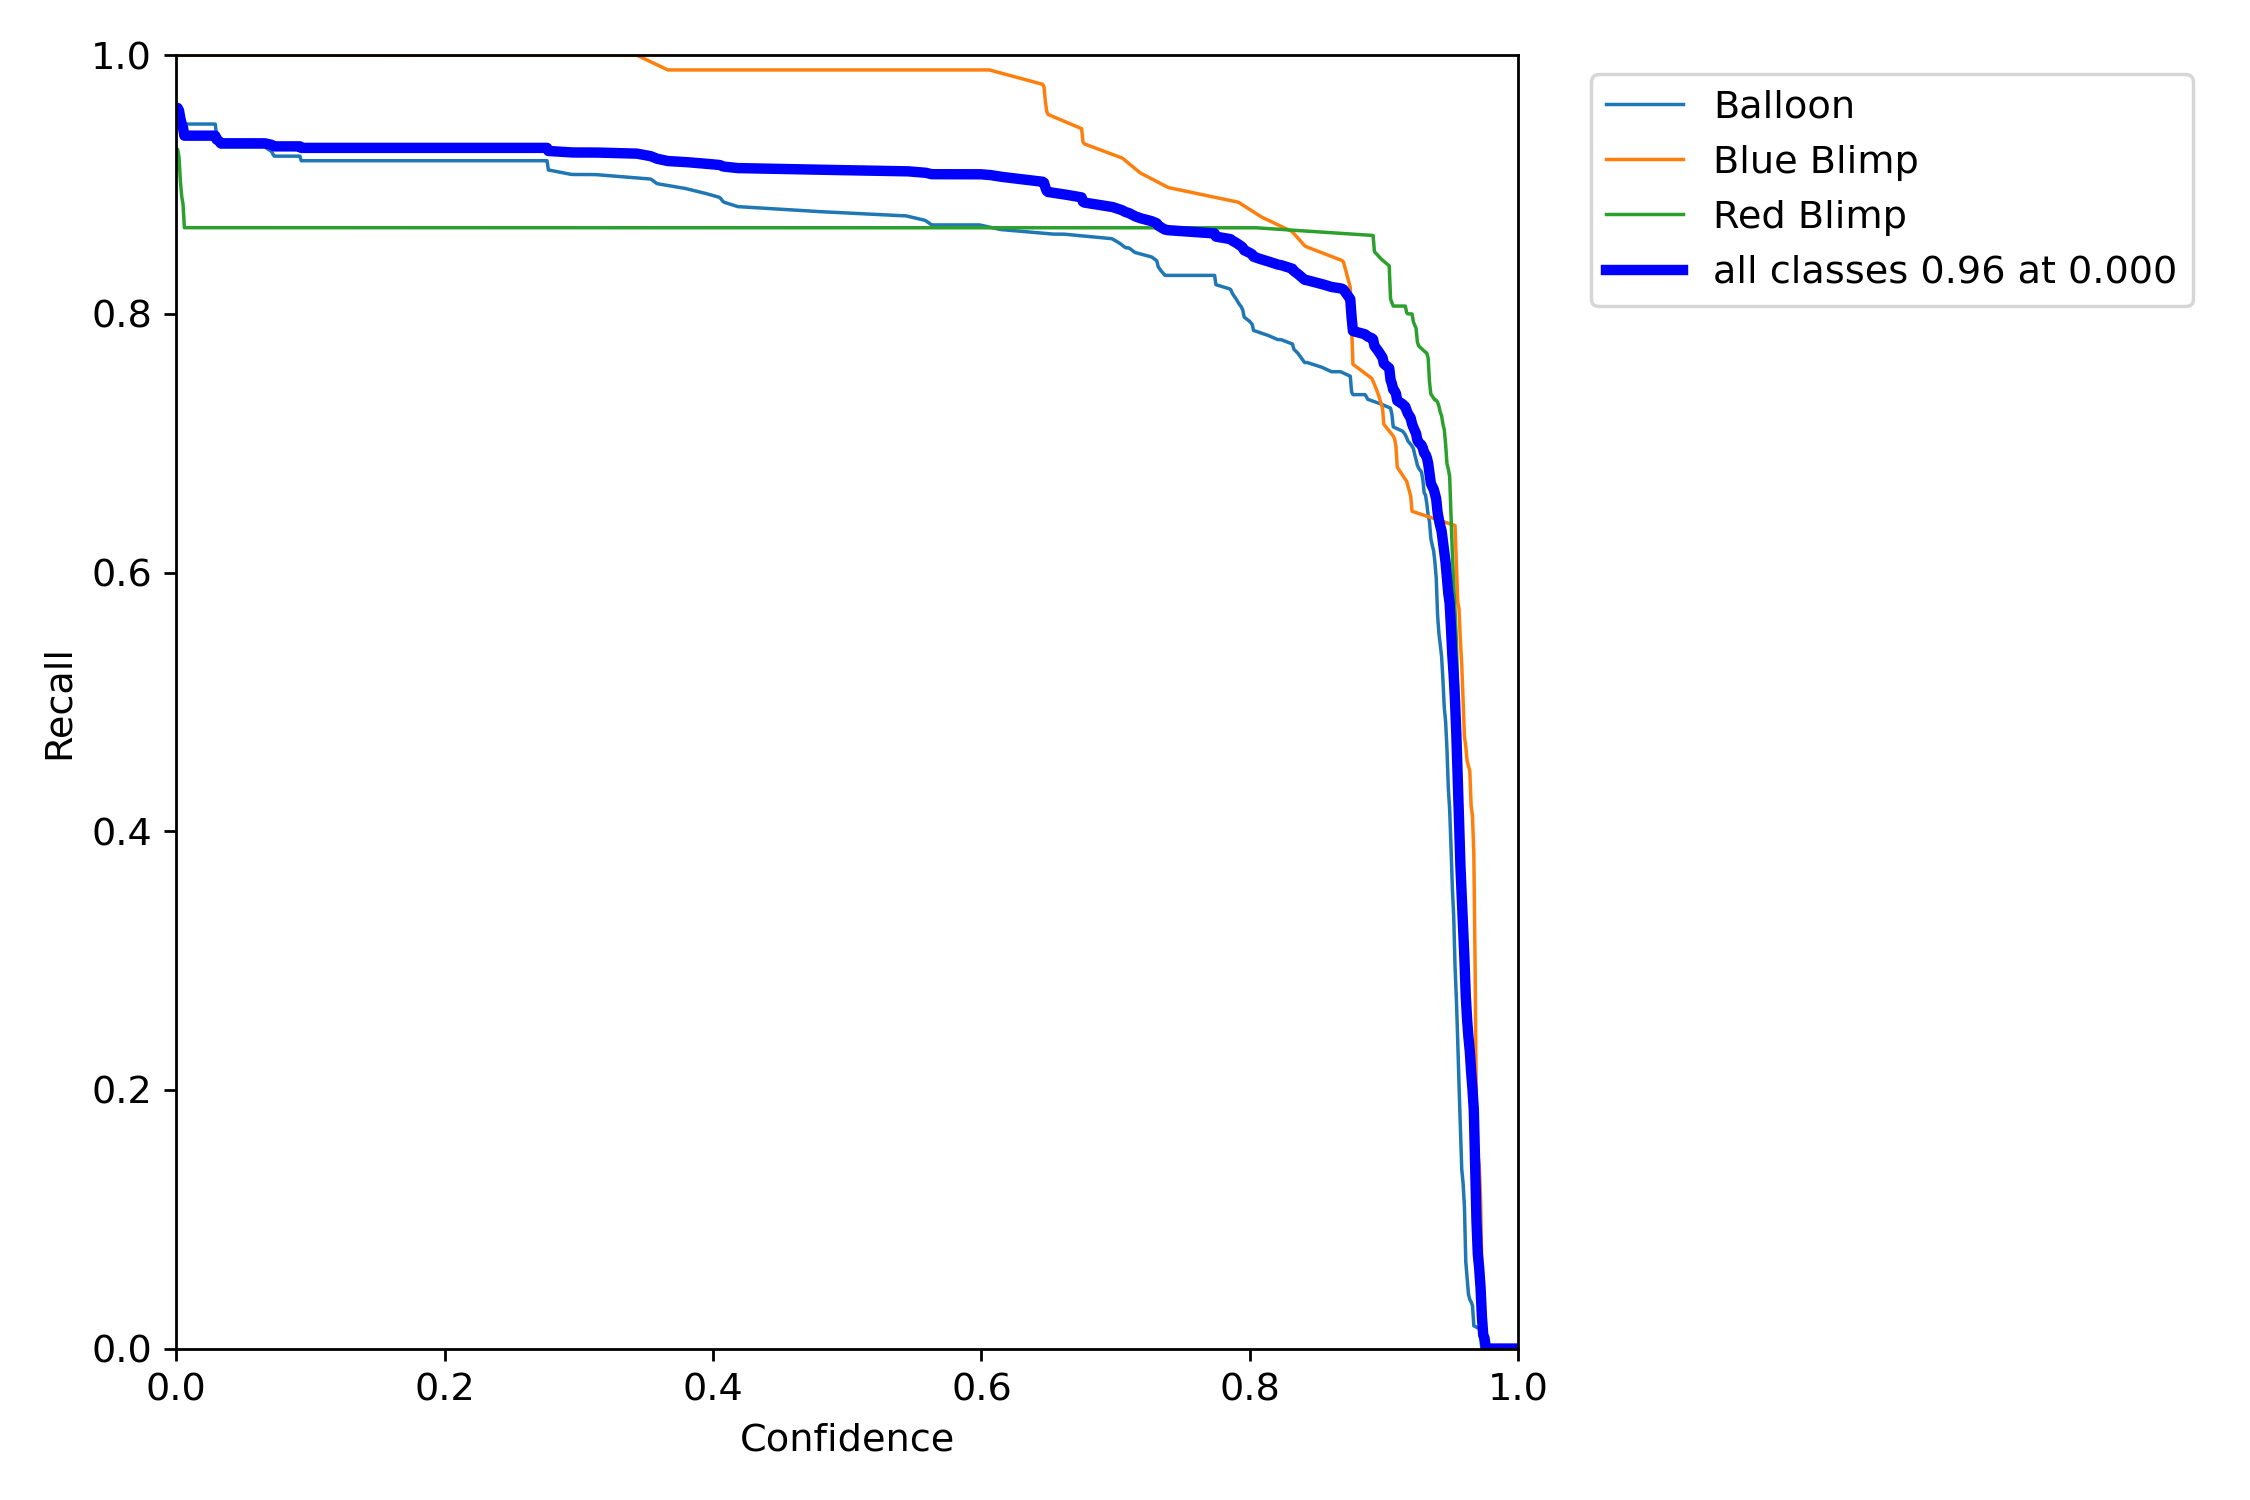 1.0
0.8
0.6
0.4
0.2
0.0
Recall
0.0 0.2 0.4 0.6 0.8 1.0
Confidence
Balloon
Blue Blimp
Red Blimp
all classes 0.96 at 0.000